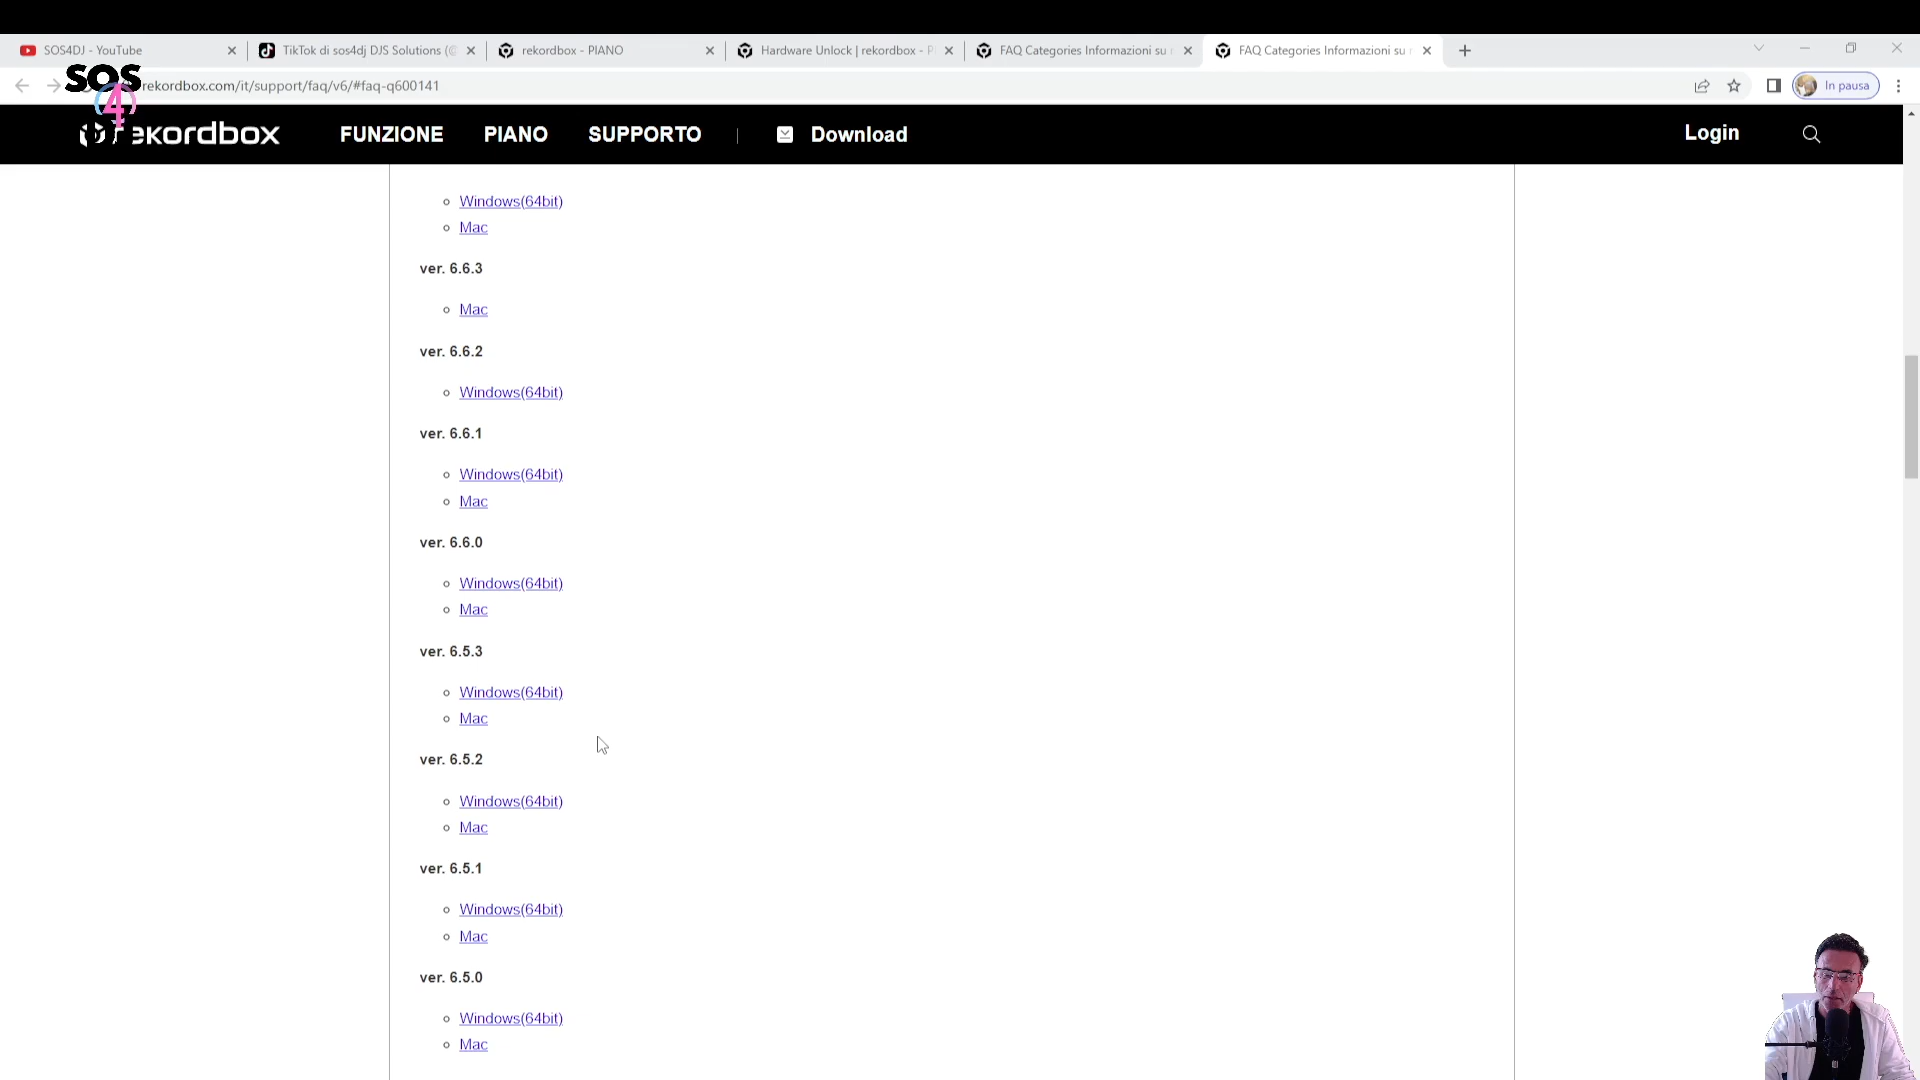 SOS4DJ - YouTube
TikTok di sos4dj DJS Solutions (@
rekordbox - PIANO
Hardware Unlock | rekordbox - P
FAQ Categories Informazioni su r
FAQ Categories Informazioni su r
SOS
4
rekordbox.com/it/support/faq/v6/#faq-q600141
In pausa
rekordbox
FUNZIONE
PIANO
SUPPORTO
Download
Login
Windows(64bit)
Mac
ver. 6.6.3
Mac
ver. 6.6.2
Windows(64bit)
ver. 6.6.1
Windows(64bit)
Mac
ver. 6.6.0
Windows(64bit)
Mac
ver. 6.5.3
Windows(64bit)
Mac
ver. 6.5.2
Windows(64bit)
Mac
ver. 6.5.1
Windows(64bit)
Mac
ver. 6.5.0
Windows(64bit)
Mac